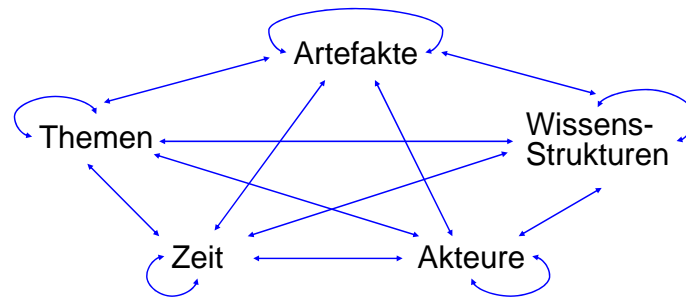 Artefakte
Themen
Wissens-
Strukturen
Zeit
Akteure